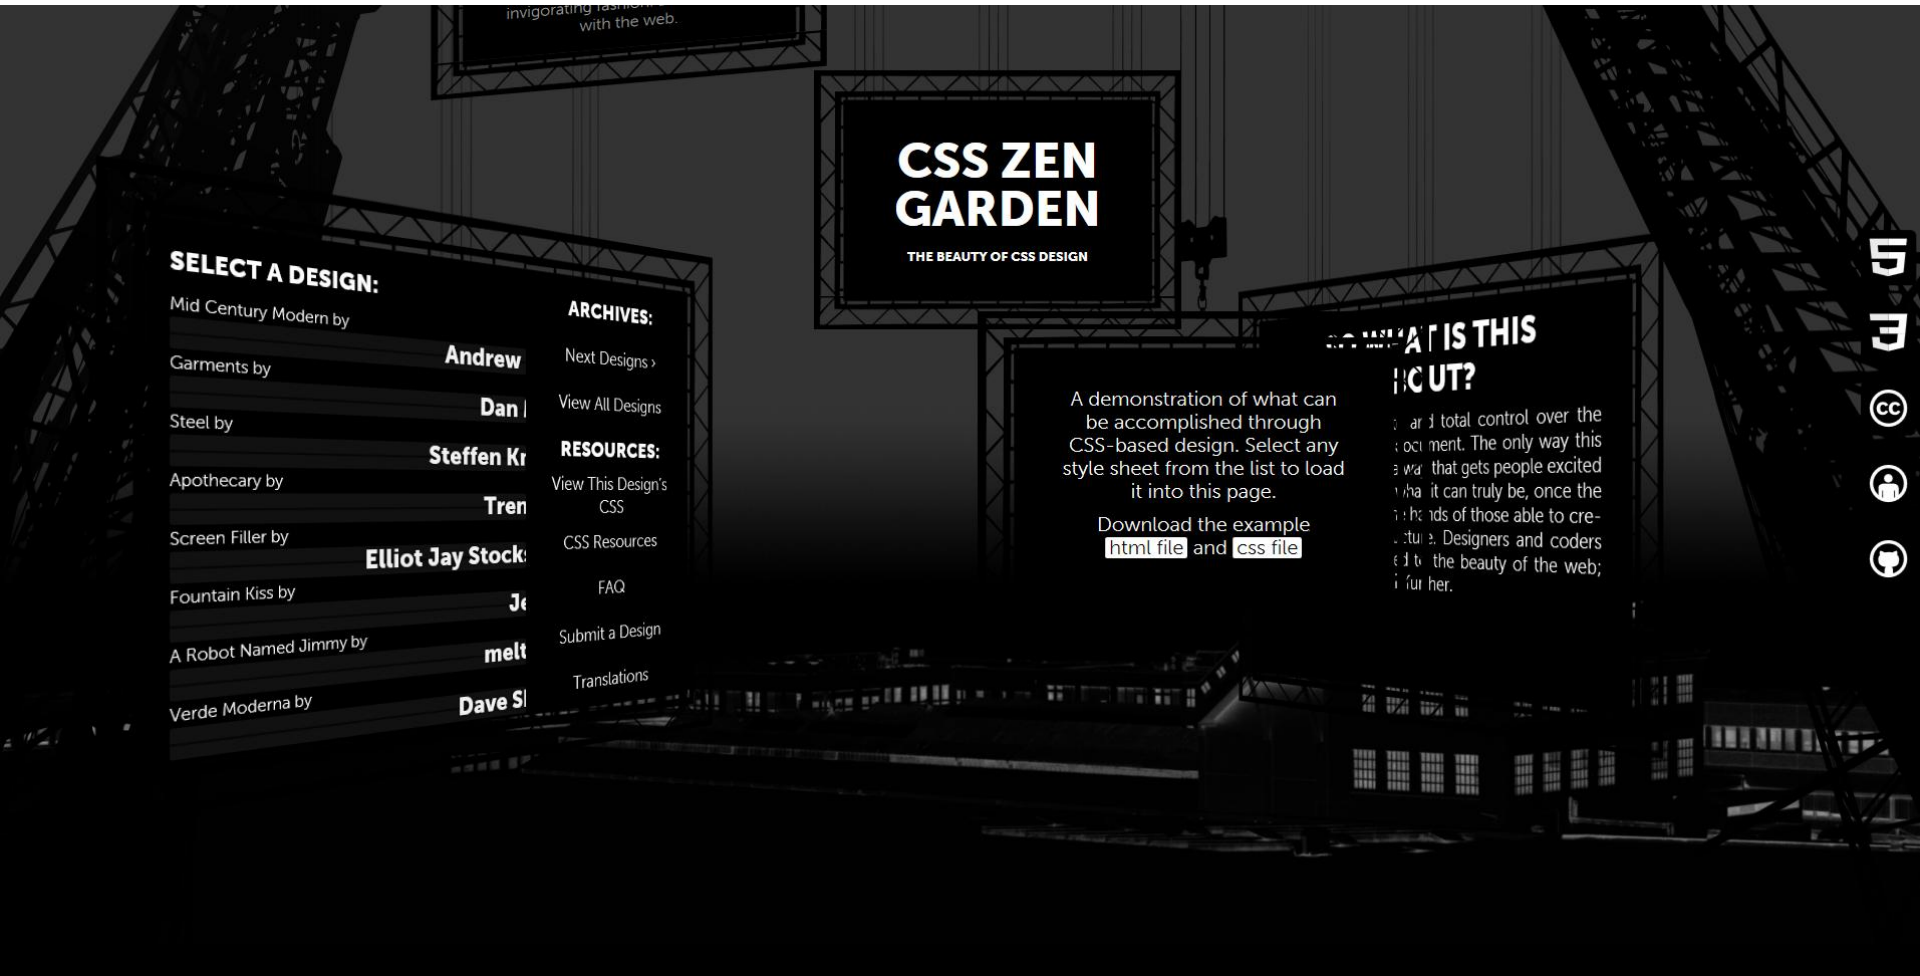 invigorating
with the web.
CSS ZEN
GARDEN
THE BEAUTY OF CSS DESIGN
SELECT A DESIGN:
Mid Century Modern by
Andrew
Garments by
Dan
Steel by
Steffen
Apothecary by
Screen Filler by
Elliot Jay
Fountain Kiss by
A Robot Named Jimmy by
Verde Moderna by
Dave
ARCHIVES:
Next Designs ›
View All Designs
RESOURCES:
View This Design's
CSS
CSS Resources
FAQ
Submit a Design
Translations
A demonstration of what can
be accomplished through
CSS-based design. Select any
style sheet from the list to load
it into this page.
Download the example
html file and css file
IS THIS
and total control over the
The only way this
that gets people excited
it can truly be, once the
of those able to cre-
Designers and coders
the beauty of the web;
CC